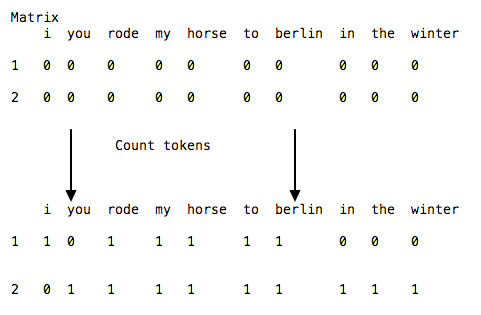 Matrix
i you rode my horse to berlin in the winter
1 0 0 0 0 0 0 0 0 0 0
2 0 0 0 0 0 0 0 0 0 0
Count tokens
i you rode my horse to berlin in the winter
1 1 0 1 1 1 1 1 0 0 0
2 0 1 1 1 1 1 1 1 1 1